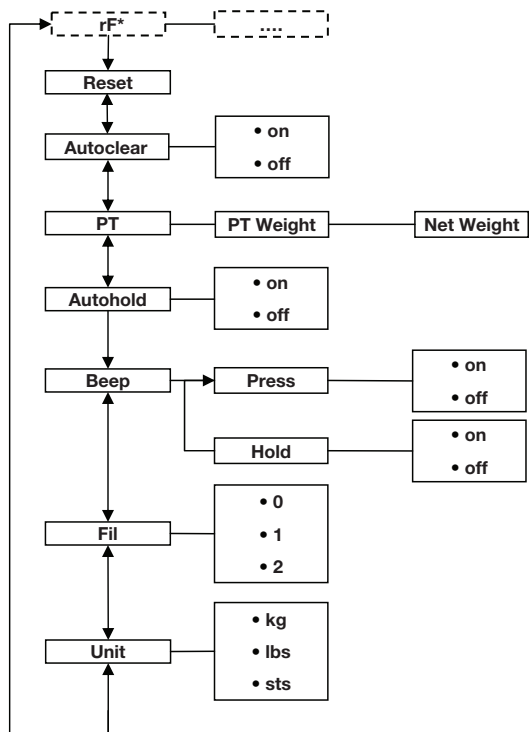 rF*
....
Reset
Autoclear
• on
• off
PT
PT Weight
Net Weight
Autohold
• on
• off
Beep
Press
• on
• off
Hold
• on
• off
Fil
• 0
• 1
• 2
Unit
• kg
• lbs
• sts